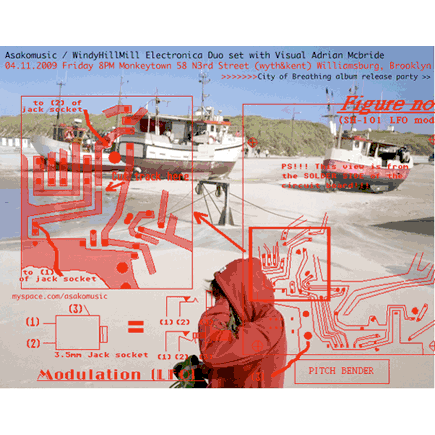 Asakomusic / WindyHillMill Electronica Duo set with Visual Adrian Mcbride
04.11.2009 Friday 8PM Monkeytown 58 N3rd Street (wyth&kent) Williamsburg, Brooklyn
>>>>>>>City of Breathing album release party >>
Figure no
(SH-101 LFO mod
to (2) of
jack socket
Cut track here
PS!!! This view is from
the SOLDER side of the
circuit board!!!
to (1)
of jack socket
myspace.com/asakomusic
(3)
(1)
(2)
=
(1)(2)
(1)(2)
3.5mm Jack socket
Modulation (LFO)
PITCH BENDER